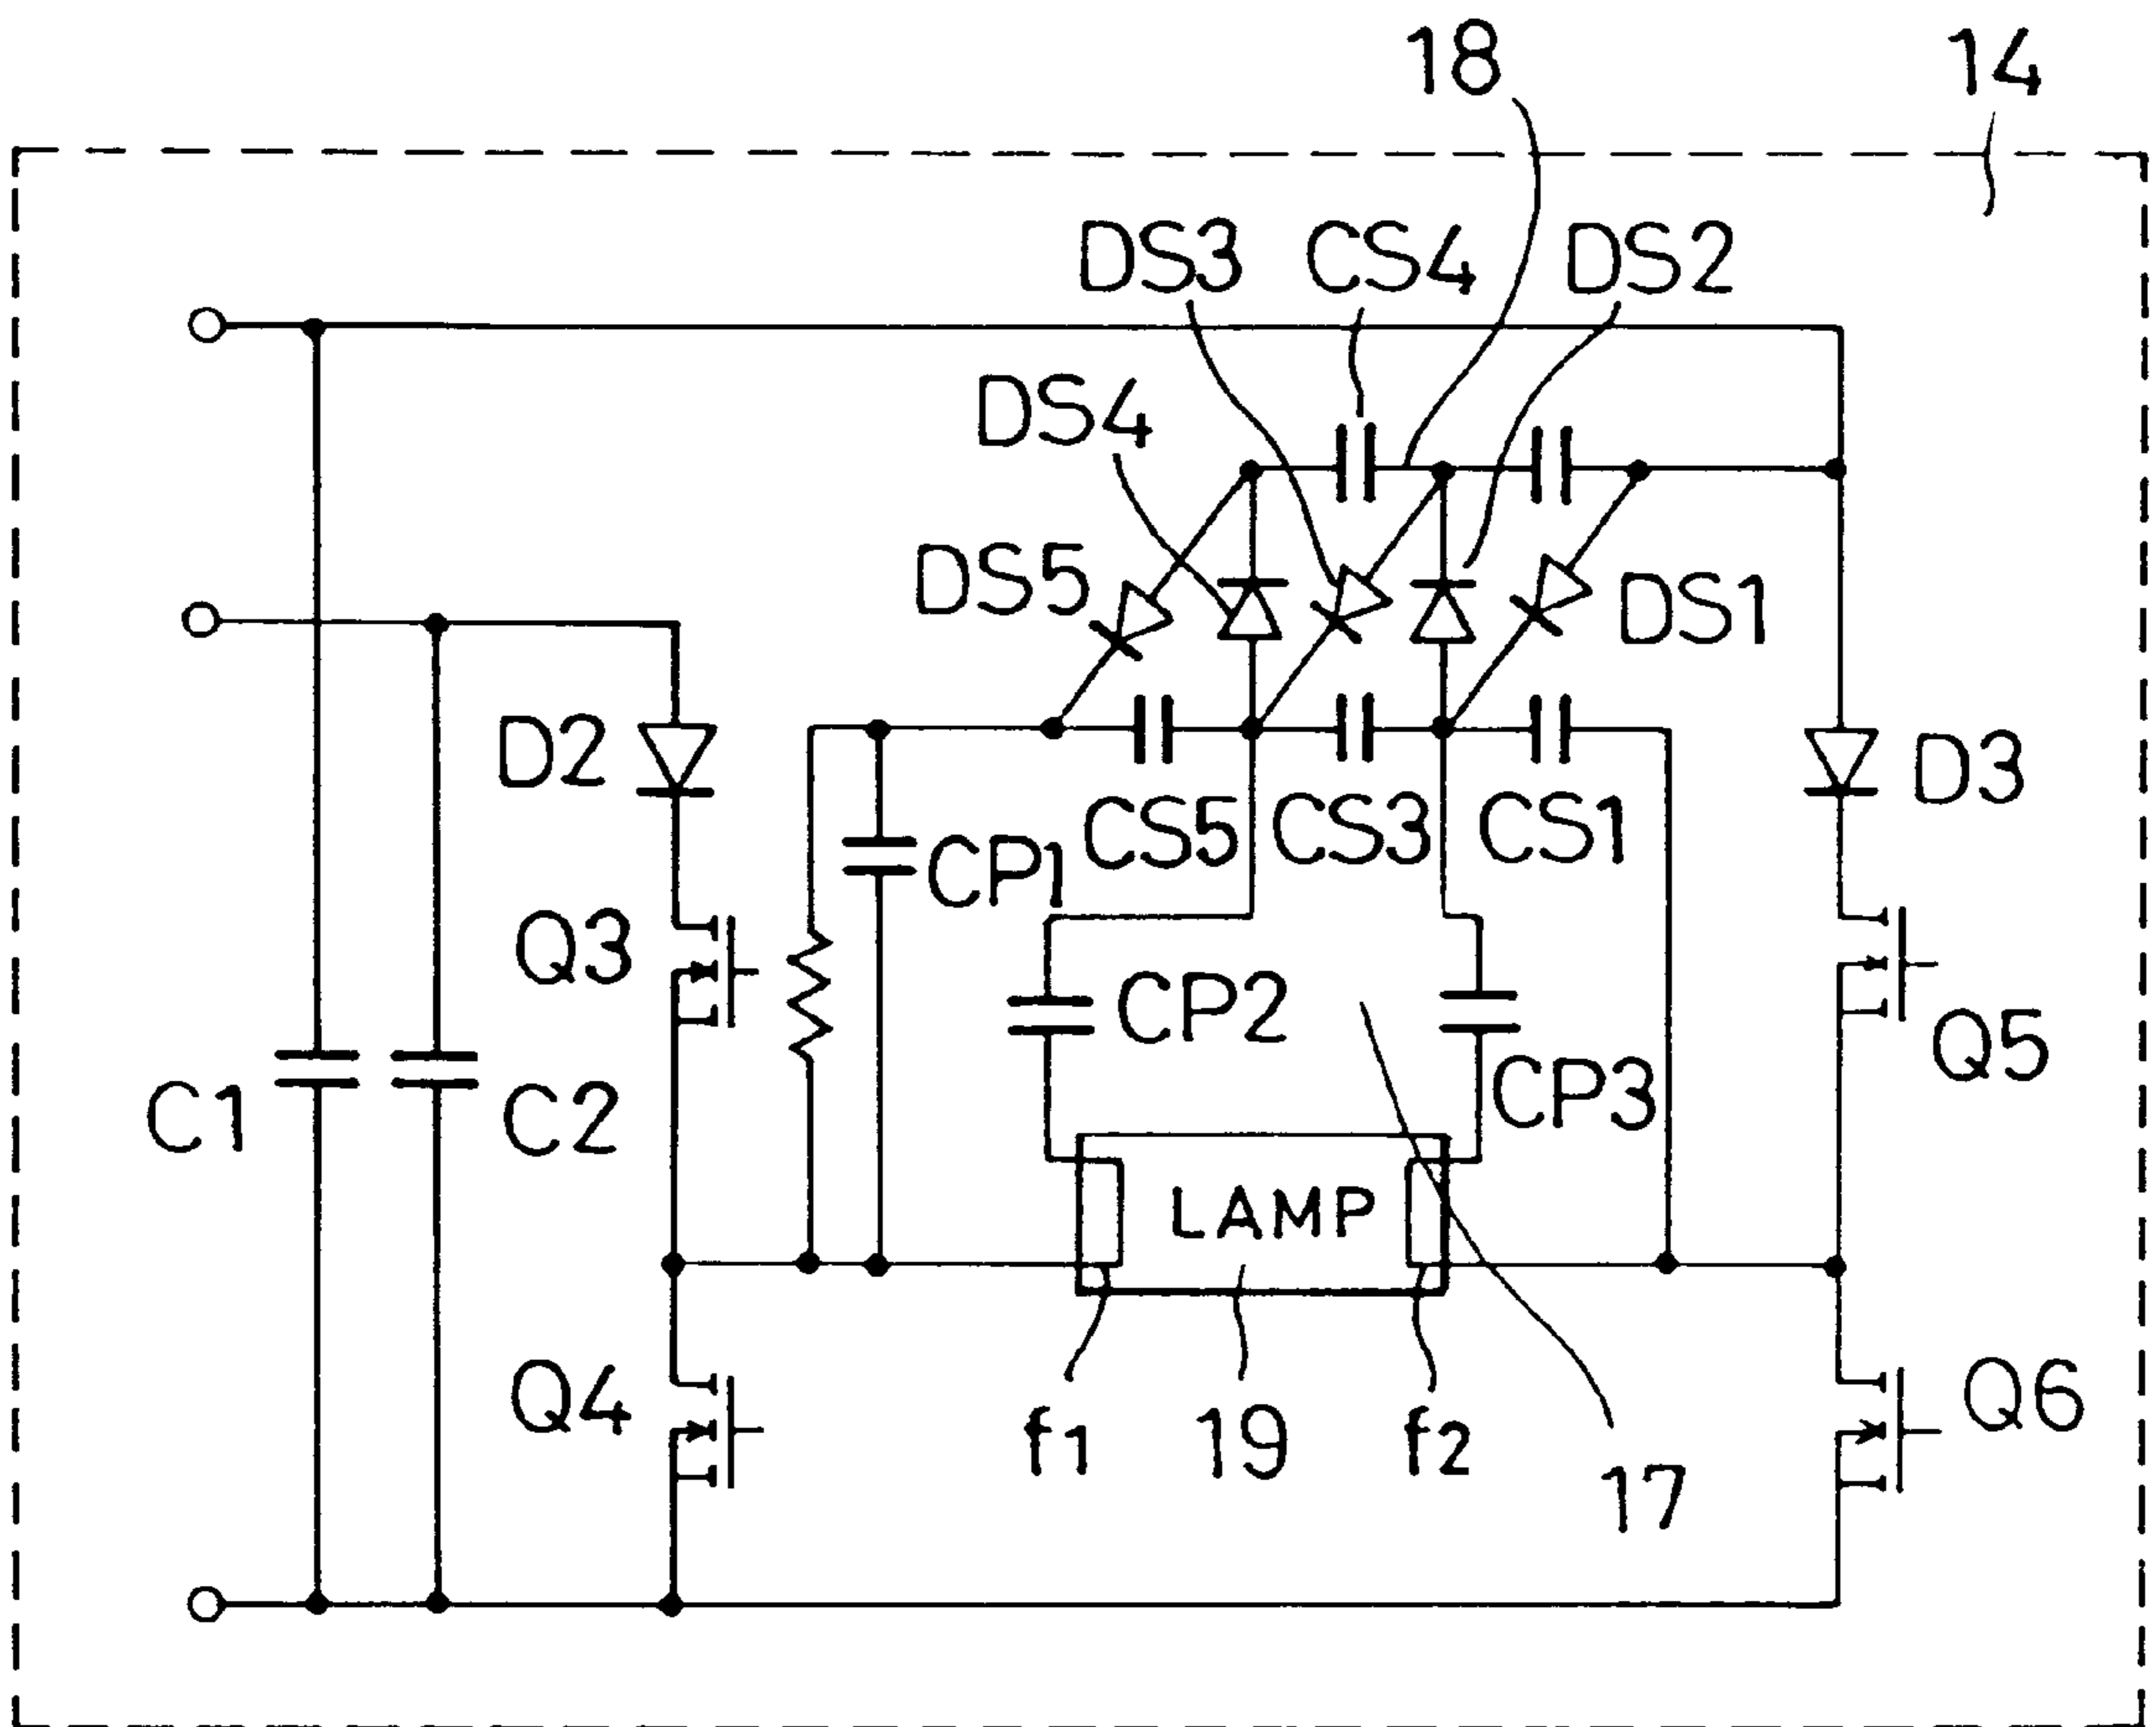 18
14
DS3
CS4
DS2
DS4
DS5
DS1
D2
D3
CP1
CS5
CS3
CS1
Q3
CP2
Q5
C1
C2
CP3
LAMP
Q4
f1
19
f2
Q6
17